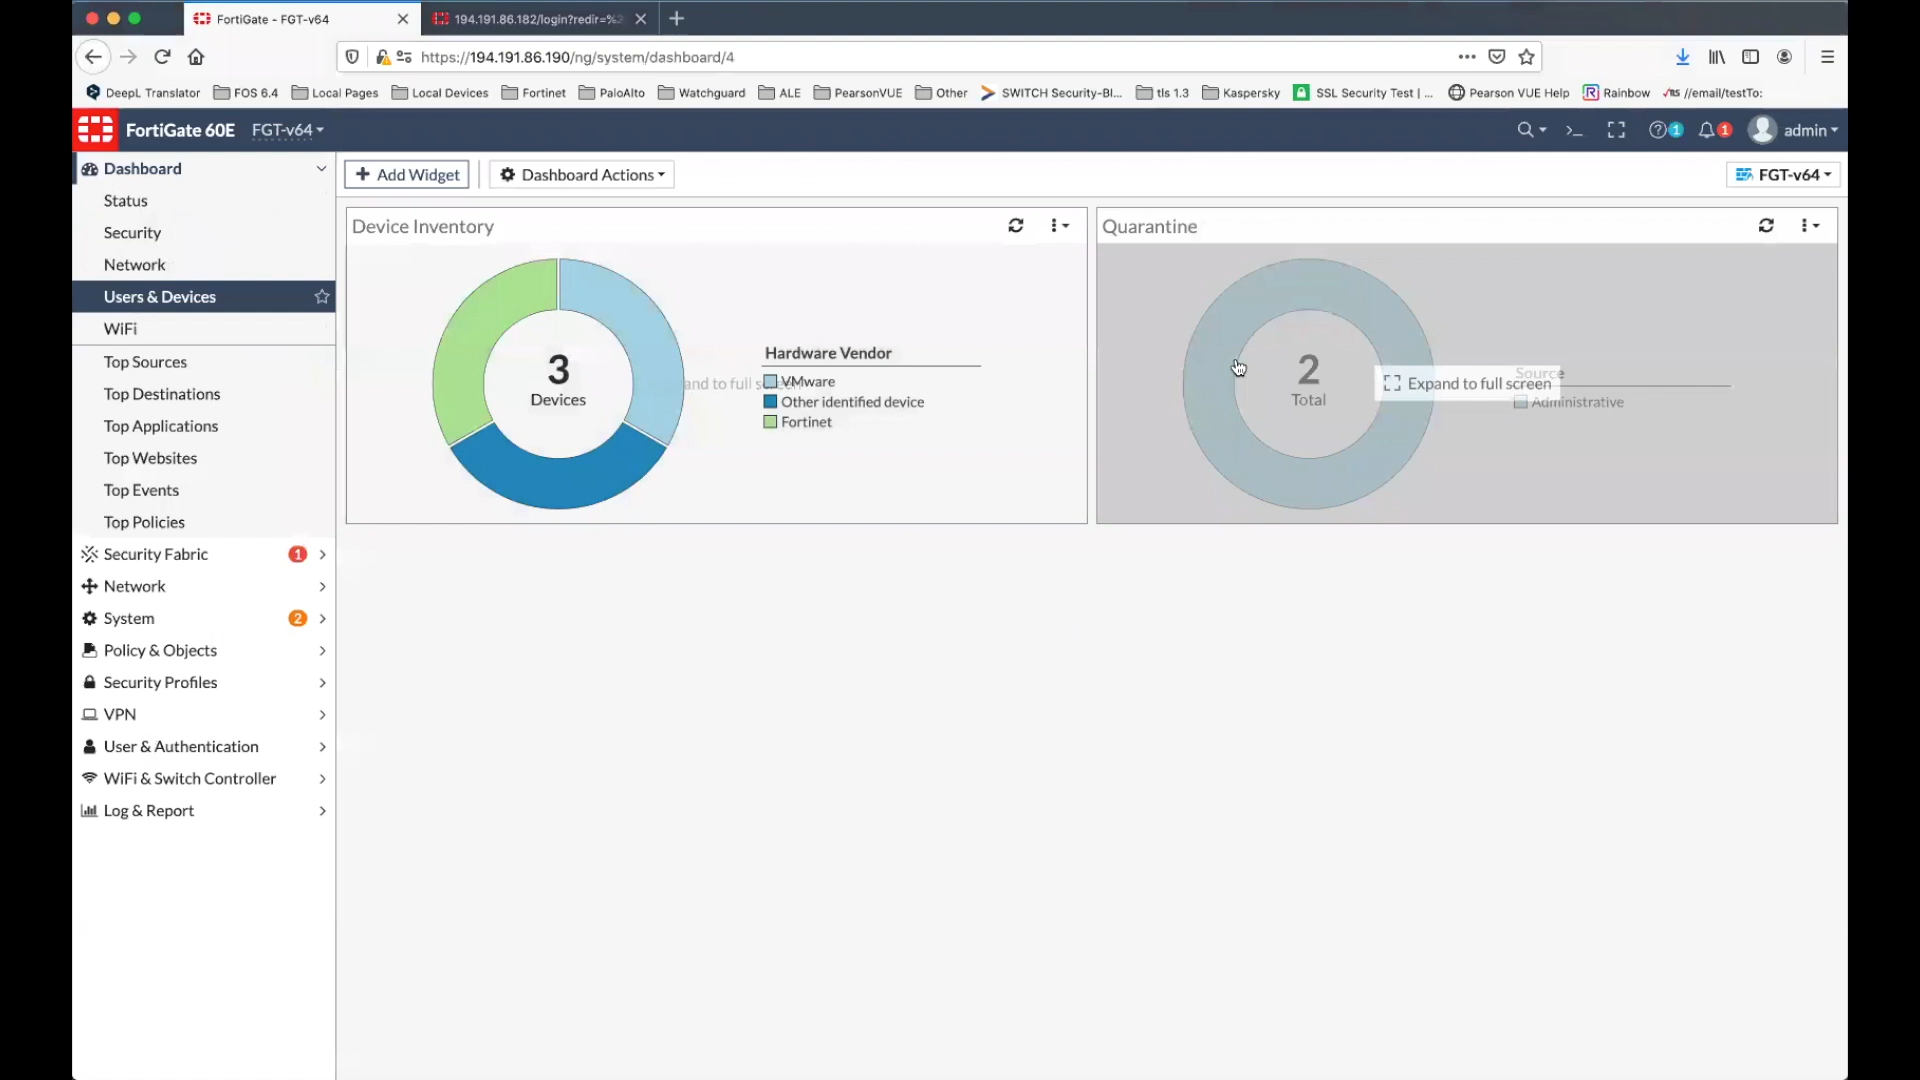 FortiGate - FGT-v64
194.191.86.182/login?redir=%2
https://194.191.86.190/ng/system/dashboard/4
DeepL Translator FOS 6.4 Local Pages Local Devices Fortinet PaloAlto Watchguard ALE PearsonVUE Other SWITCH Security-Bl... tls 1.3 Kaspersky SSL Security Test | ... Pearson VUE Help Rainbow //email/testTo:
FortiGate 60E FGT-v64
1 1 admin
Dashboard
Status
Security
Network
Users & Devices
WiFi
Top Sources
Top Destinations
Top Applications
Top Websites
Top Events
Top Policies
Security Fabric 1
Network
System 2
Policy & Objects
Security Profiles
VPN
User & Authentication
WiFi & Switch Controller
Log & Report
+ Add Widget Dashboard Actions FGT-v64
Device Inventory
3
Devices
and to full
Hardware Vendor
VMware
Other identified device
Fortinet
Quarantine
2
Total
Source
Expand to full screen
Administrative